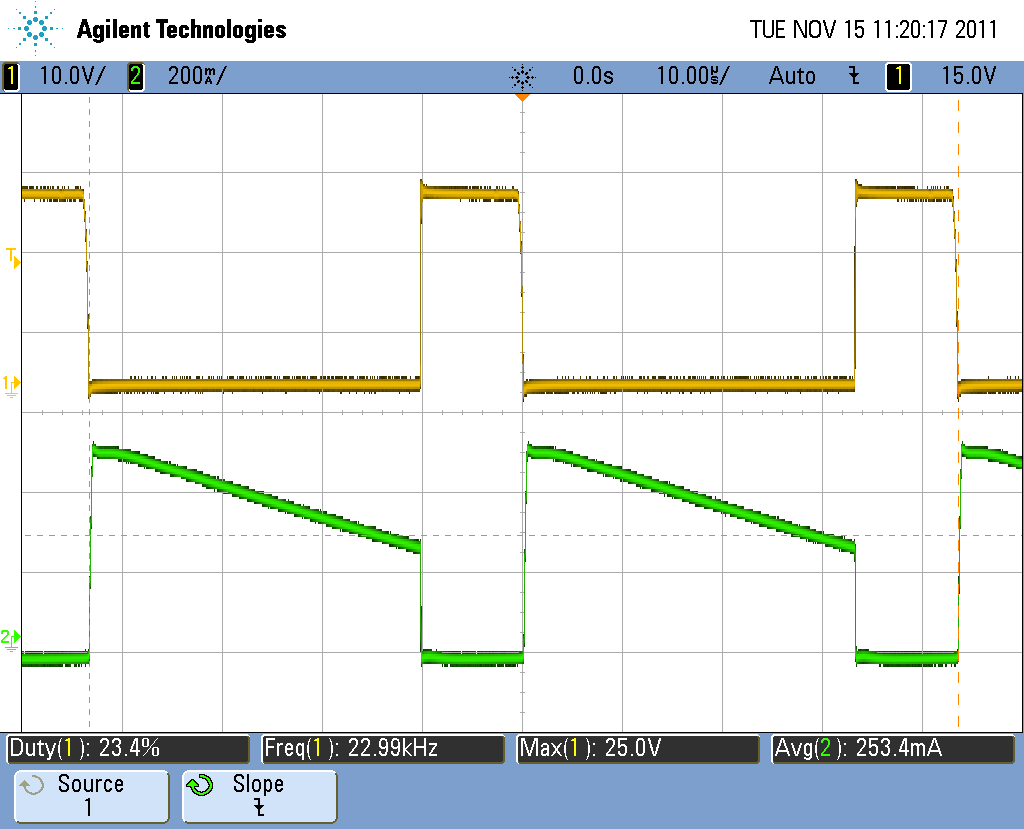 Agilent Technologies TUE NOV 15 11:20:17 2011
1 10.0V/ 2 200mA/ 0.0s 10.00µs/ Auto 1 15.0V
T
1
2
Duty(1): 23.4% Freq(1): 22.99kHz Max(1): 25.0V Avg(2): 253.4mA
Source Slope
1